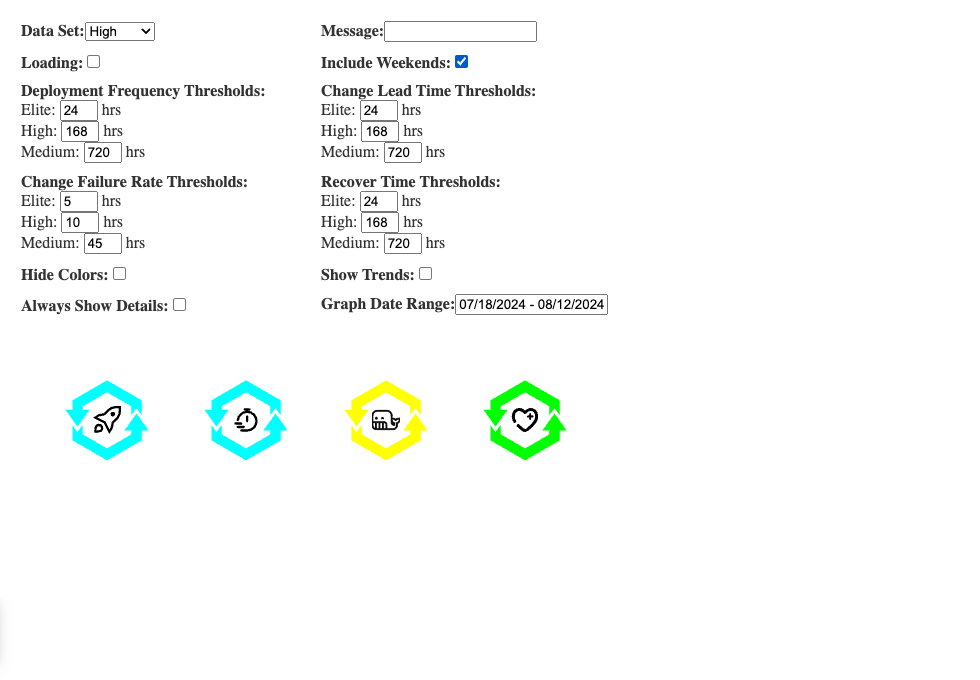 Data Set: High Message:
Loading: Include Weekends:
Deployment Frequency Thresholds: Change Lead Time Thresholds:
Elite: 24 hrs Elite: 24 hrs
High: 168 hrs High: 168 hrs
Medium: 720 hrs Medium: 720 hrs
Change Failure Rate Thresholds: Recover Time Thresholds:
Elite: 5 hrs Elite: 24 hrs
High: 10 hrs High: 168 hrs
Medium: 45 hrs Medium: 720 hrs
Hide Colors: Show Trends:
Always Show Details: Graph Date Range: 07/18/2024 - 08/12/2024